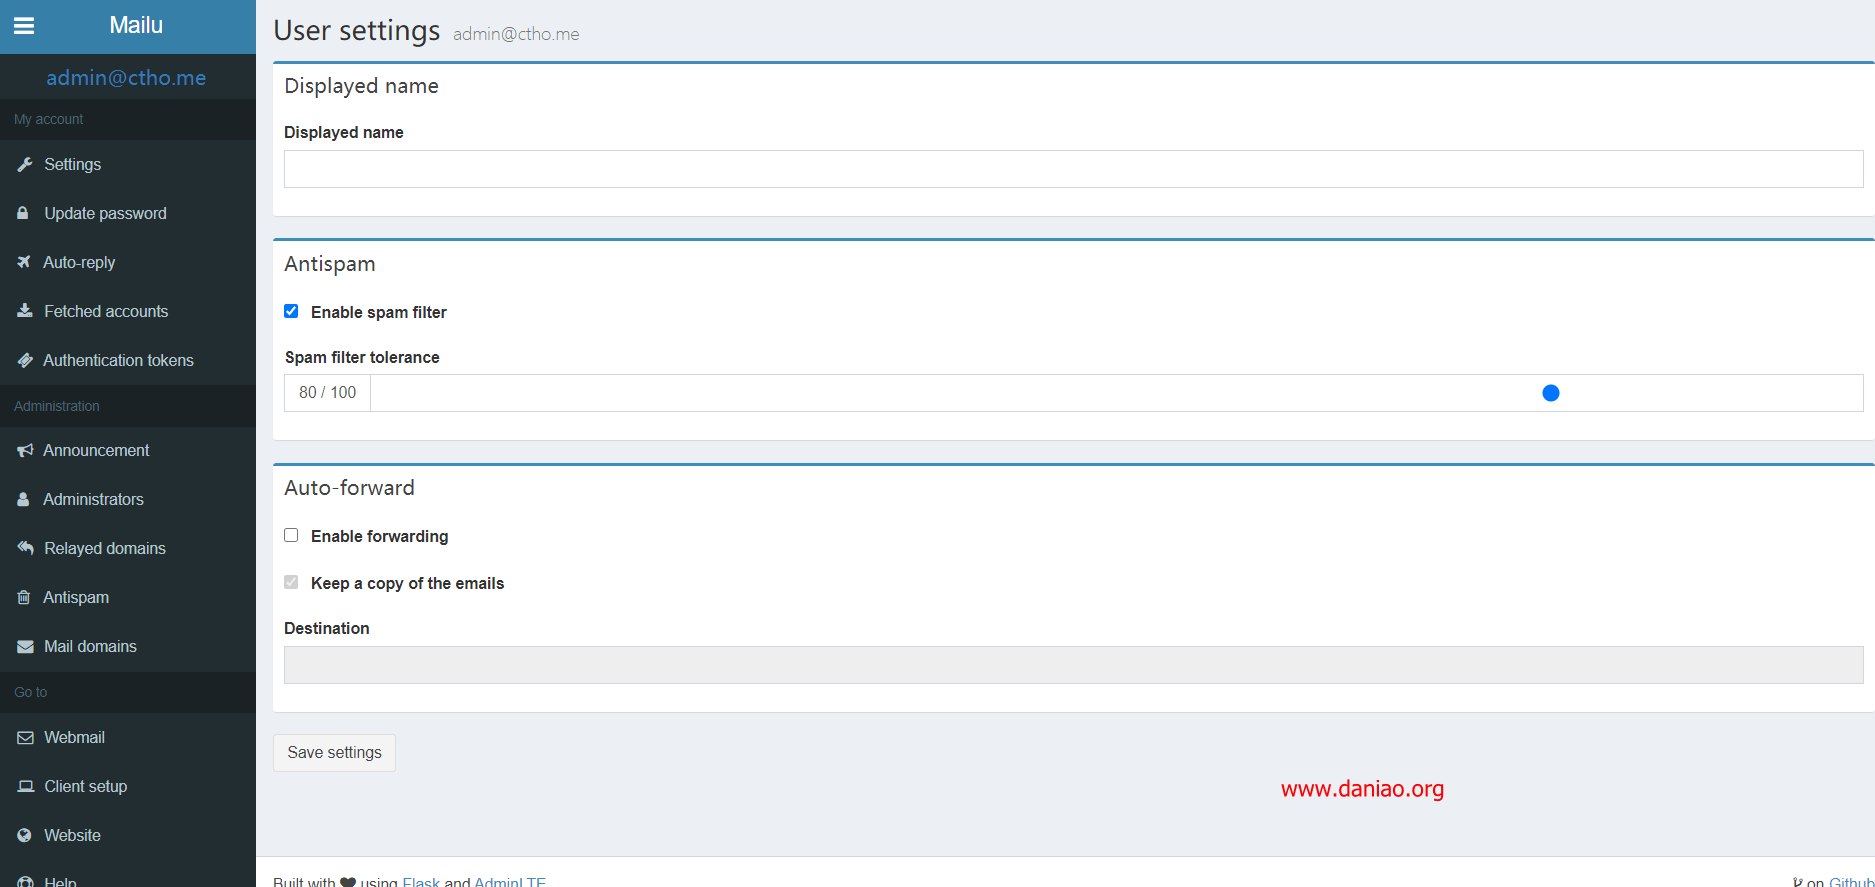 Mailu
admin@ctho.me
My account
Settings
Update password
Auto-reply
Fetched accounts
Authentication tokens
Administration
Announcement
Administrators
Relayed domains
Antispam
Mail domains
Go to
Webmail
Client setup
Website
Help
User settings admin@ctho.me
Displayed name
Displayed name
Antispam
Enable spam filter
Spam filter tolerance
80 / 100
Auto-forward
Enable forwarding
Keep a copy of the emails
Destination
Save settings
www.daniao.org
Built with using Flask and AdminLTE
on Github